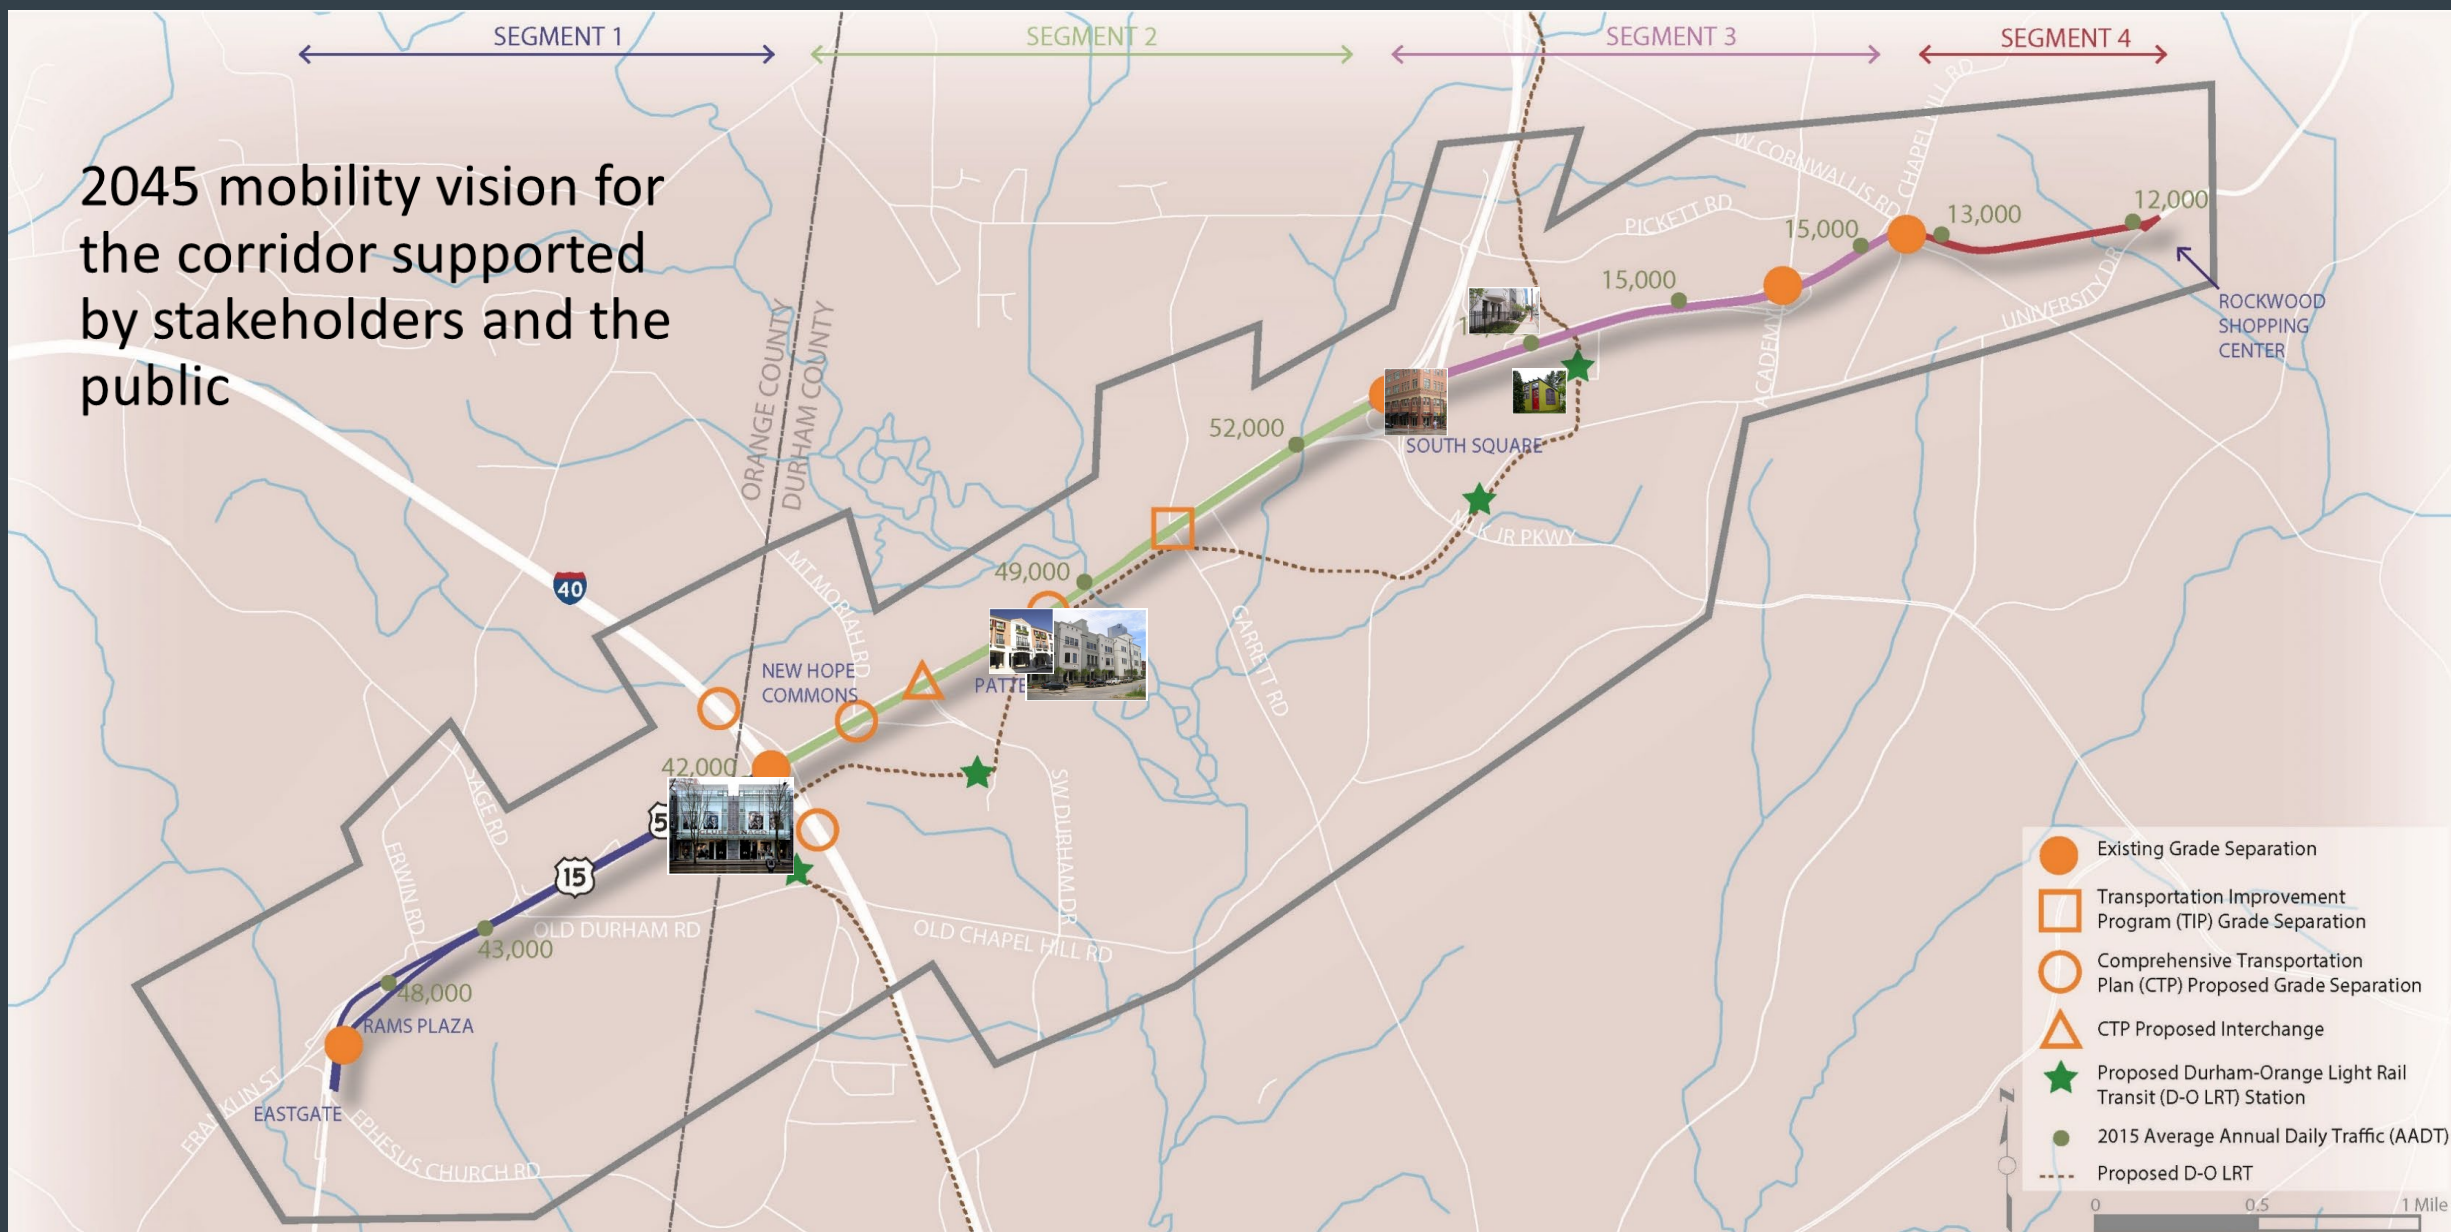 SEGMENT 1
SEGMENT 2
SEGMENT 3
SEGMENT 4
2045 mobility vision for
the corridor supported
by stakeholders and the
public
ORANGE COUNTY
DURHAM COUNTY
W CORNWALLIS RD
CHAPEL HILL RD
PICKETT RD
15,000
13,000
12,000
15,000
ACADEMY
UNIVERSITY DR
ROCKWOOD
SHOPPING
CENTER
52,000
SOUTH SQUARE
MLK JR PKWY
49,000
40
MT MORIAH RD
GARRETT RD
NEW HOPE
COMMONS
42,000
SW DURHAM DR
SAGE RD
ERWIN RD
5
15
OLD DURHAM RD
OLD CHAPEL HILL RD
43,000
48,000
RAMS PLAZA
FRANKLIN ST
EASTGATE
EPHESUS CHURCH RD
Existing Grade Separation
Transportation Improvement
Program (TIP) Grade Separation
Comprehensive Transportation
Plan (CTP) Proposed Grade Separation
CTP Proposed Interchange
Proposed Durham-Orange Light Rail
Transit (D-O LRT) Station
2015 Average Annual Daily Traffic (AADT)
Proposed D-O LRT
N
0 0.5 1 Mile